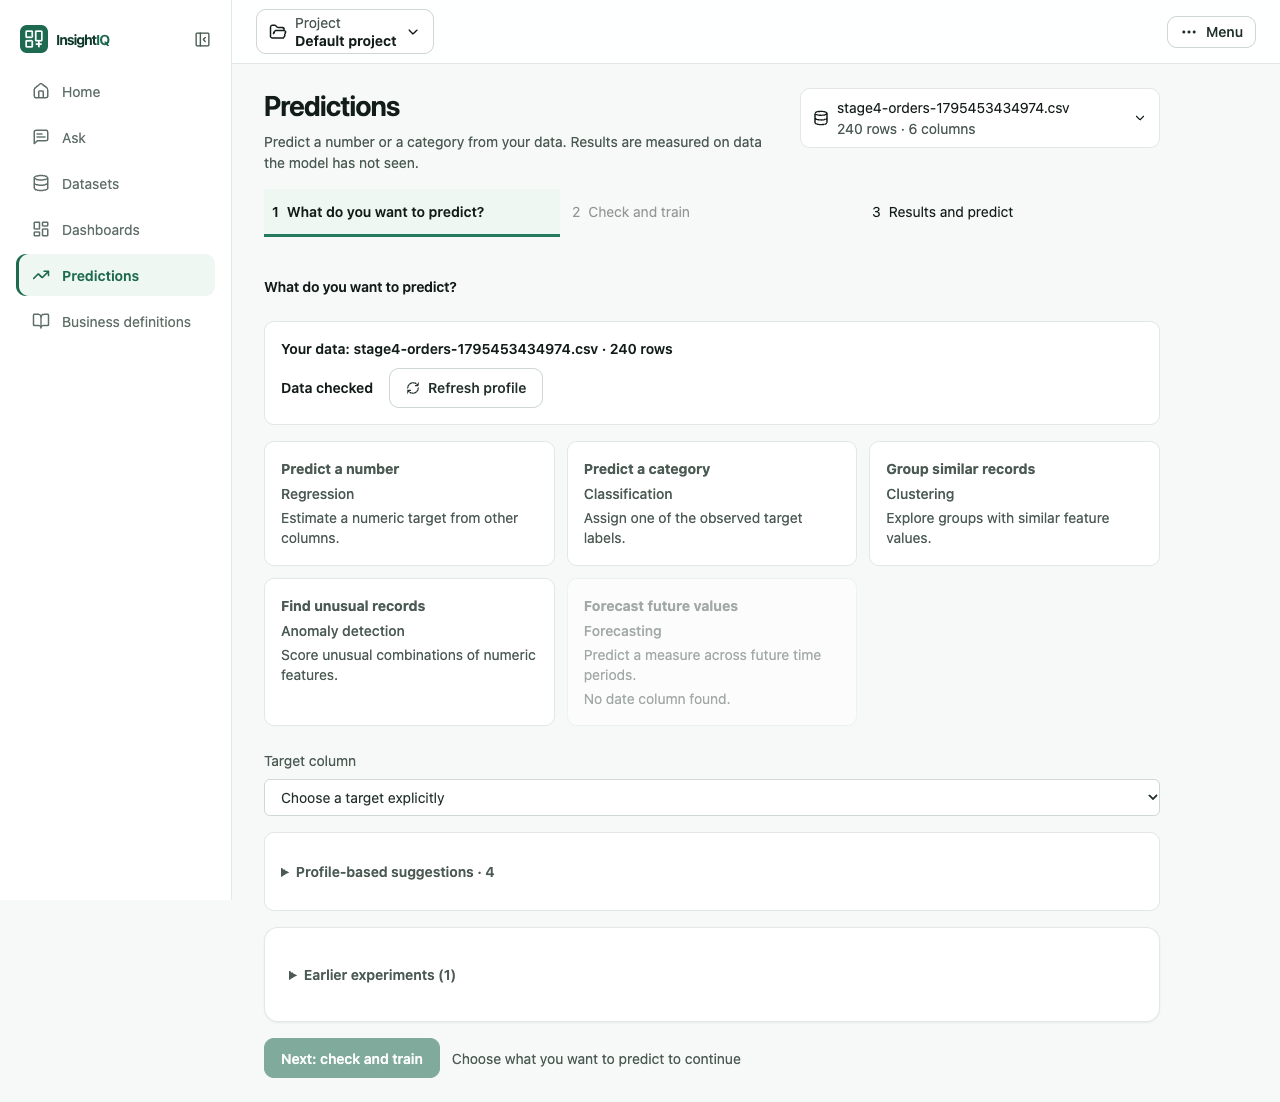 InsightIQ
Project
Default project
Menu
Home
Ask
Datasets
Dashboards
Predictions
Business definitions
Predictions
Predict a number or a category from your data. Results are measured on data
the model has not seen.
stage4-orders-1795453434974.csv
240 rows · 6 columns
1 What do you want to predict?
2 Check and train
3 Results and predict
What do you want to predict?
Your data: stage4-orders-1795453434974.csv · 240 rows
Data checked
Refresh profile
Predict a number
Regression
Estimate a numeric target from other
columns.
Predict a category
Classification
Assign one of the observed target
labels.
Group similar records
Clustering
Explore groups with similar feature
values.
Find unusual records
Anomaly detection
Score unusual combinations of numeric
features.
Forecast future values
Forecasting
Predict a measure across future time
periods.
No date column found.
Target column
Choose a target explicitly
Profile-based suggestions · 4
Earlier experiments (1)
Next: check and train
Choose what you want to predict to continue